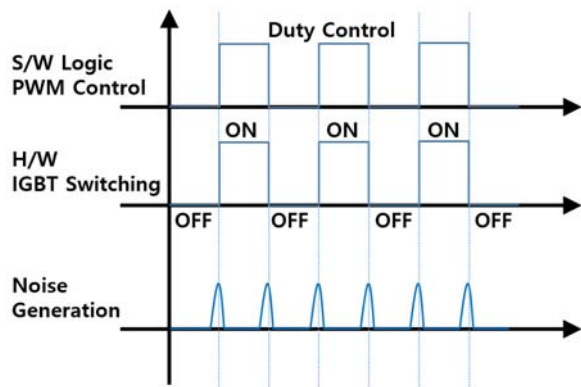 Duty Control
S/W Logic
PWM Control
ON ON ON
H/W
IGBT Switching
OFF OFF OFF OFF
Noise
Generation